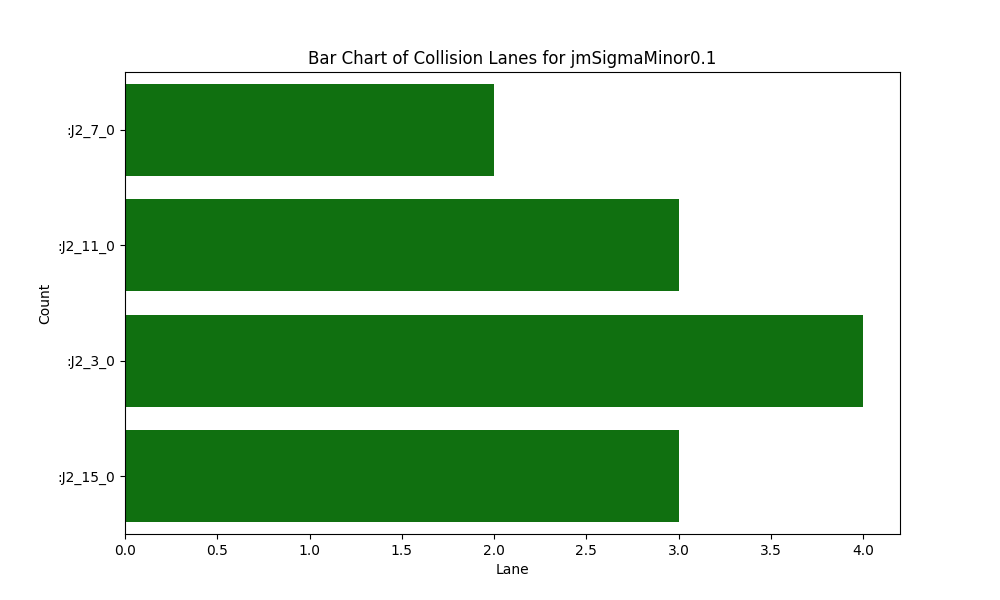 Bar Chart of Collision Lanes for jmSigmaMinor0.1
:J2_7_0
:J2_11_0
:J2_3_0
:J2_15_0
Count
0.0 0.5 1.0 1.5 2.0 2.5 3.0 3.5 4.0
Lane